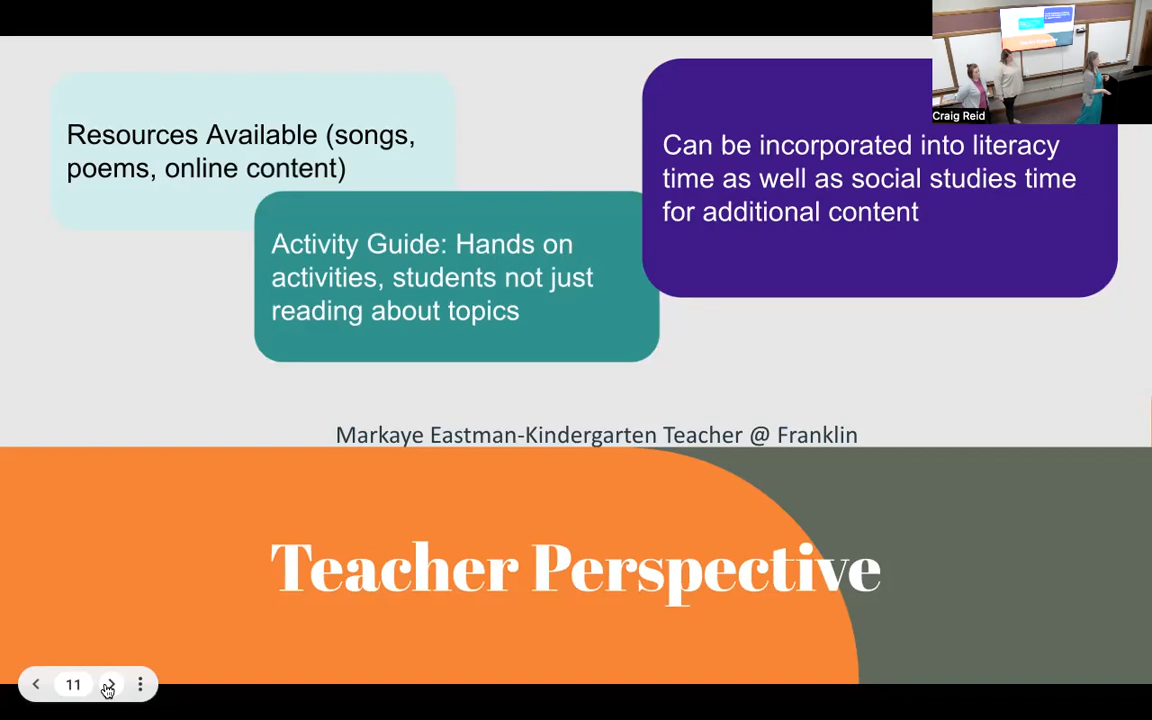 Resources Available (songs,
poems, online content)
Activity Guide: Hands on
activities, students not just
reading about topics
Can be incorporated into literacy
time as well as social studies time
for additional content
Craig Reid
Markaye Eastman-Kindergarten Teacher @ Franklin
Teacher Perspective
11